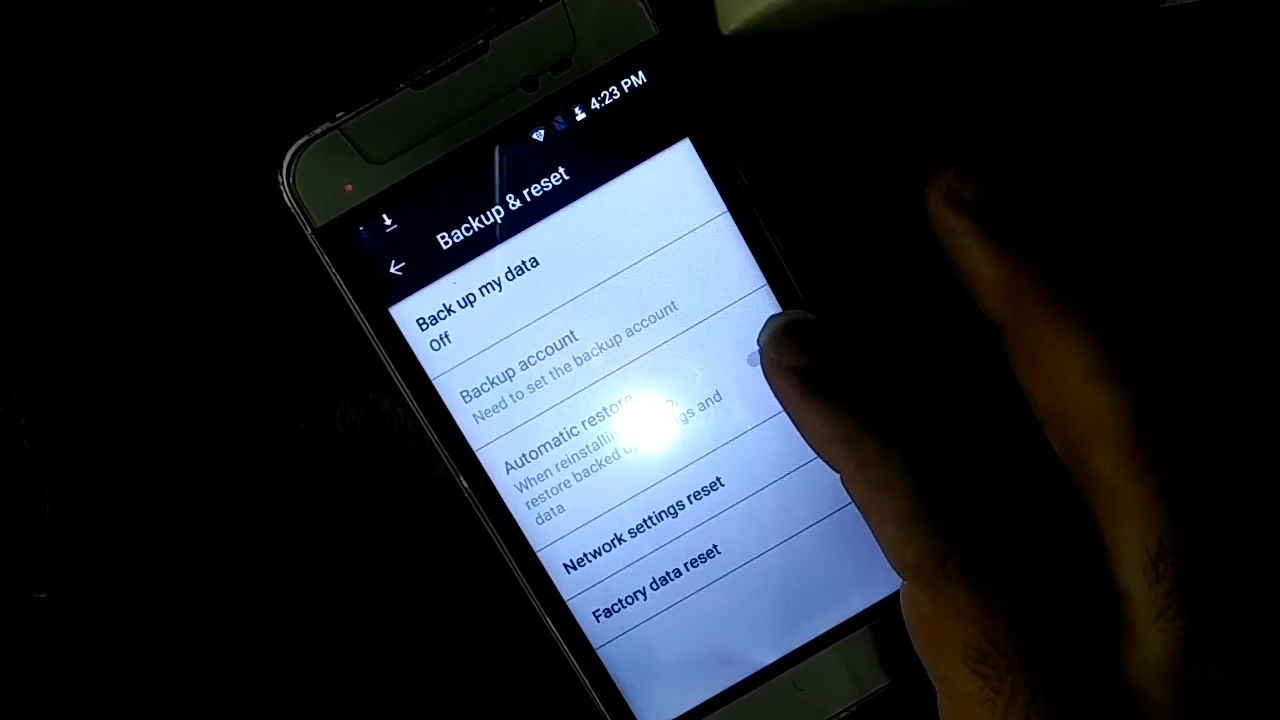 4:23 PM
Backup & reset
Back up my data
Off
Backup account
Need to set the backup account
Automatic restore
When reinstalling and
restore backed
data
Network settings reset
Factory data reset